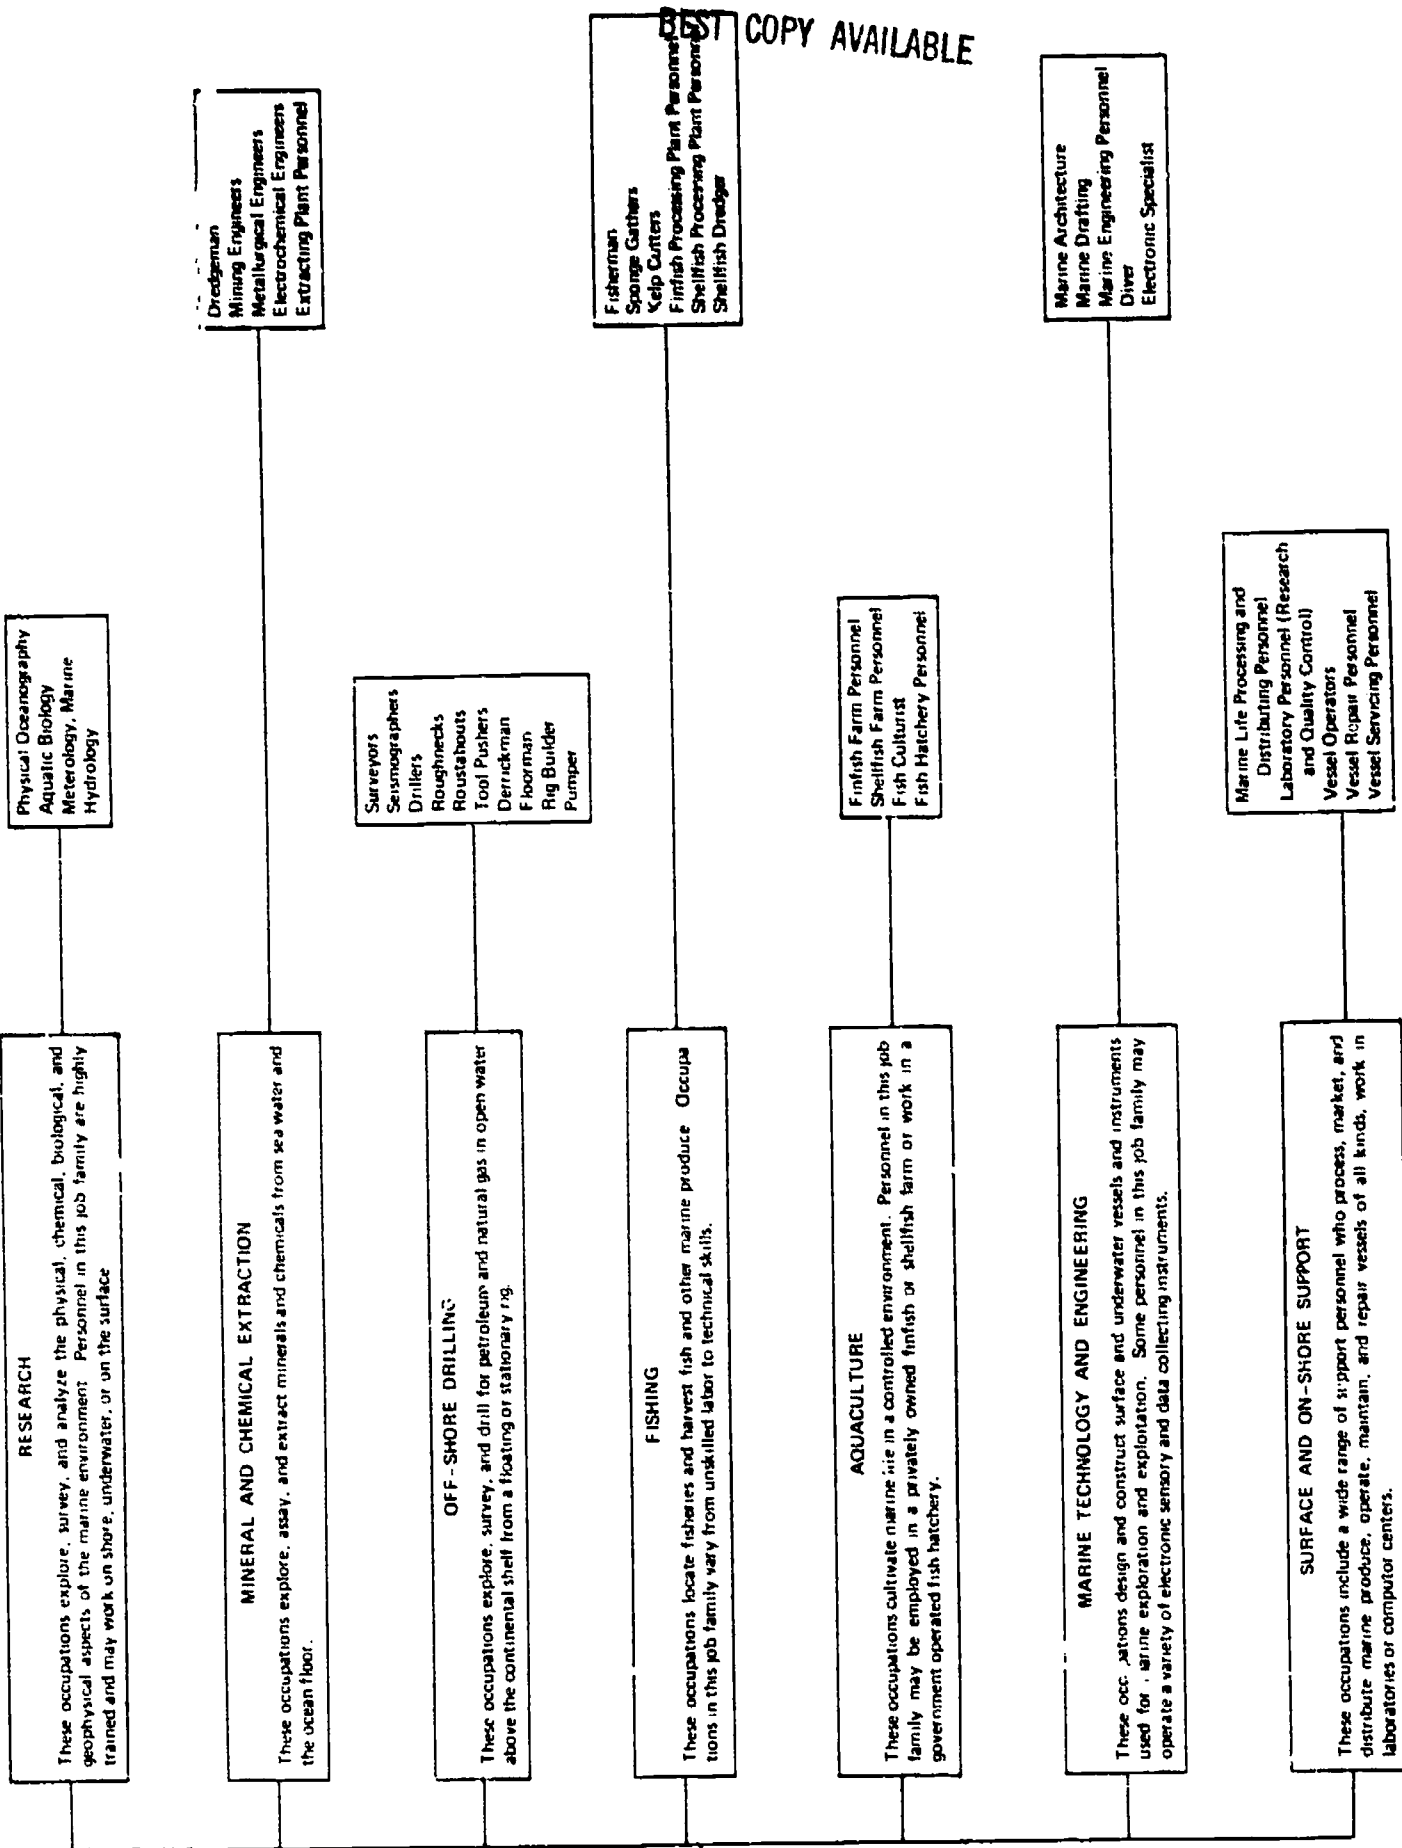 BEST COPY AVAILABLE
RESEARCH
These occupations explore, survey, and analyze the physical, chemical, biological, and
geophysical aspects of the marine environment Personnel in this job family are highly
trained and may work on shore, underwater, or on the surface
Physical Oceanography
Aquatic Biology
Meterology, Marine
Hydrology
MINERAL AND CHEMICAL EXTRACTION
These occupations explore, assay, and extract minerals and chemicals from sea water and
the ocean floor.
Dredgeman
Mining Engineers
Metallurgical Engineers
Electrochemical Engineers
Extracting Plant Personnel
OFF-SHORE DRILLING
These occupations explore, survey, and drill for petroleum and natural gas in open water
above the continental shelf from a floating or stationary rig.
Surveyors
Seismographers
Drillers
Roughnecks
Roustabouts
Tool Pushers
Derrickman
Floorman
Rig Builder
Pumper
FISHING
These occupations locate fisheries and harvest fish and other marine produce Occupa
tions in this job family vary from unskilled labor to technical skills.
Fisherman
Sponge Gathers
Kelp Cutters
Finfish Processing Plant Personnel
Shellfish Processing Plant Personnel
Shellfish Dredger
AQUACULTURE
These occupations cultivate marine life in a controlled environment. Personnel in this job
family may be employed in a privately owned finfish or shellfish farm or work in a
government operated fish hatchery.
Finfish Farm Personnel
Shellfish Farm Personnel
Fish Culturist
Fish Hatchery Personnel
MARINE TECHNOLOGY AND ENGINEERING
These occ pations design and construct surface and underwater vessels and instruments
used for arine exploration and exploitation. Some personnel in this job family may
operate a variety of electronic sensory and data collecting instruments.
Marine Architecture
Marine Drafting
Marine Engineering Personnel
Diver
Electronic Specialist
SURFACE AND ON-SHORE SUPPORT
These occupations include a wide range of support personnel who process, market, and
distribute marine produce, operate, maintain, and repair vessels of all kinds, work in
laboratories or computor centers.
Marine Life Processing and
Distributing Personnel
Laboratory Personnel (Research
and Quality Control)
Vessel Operators
Vessel Repair Personnel
Vessel Servicing Personnel